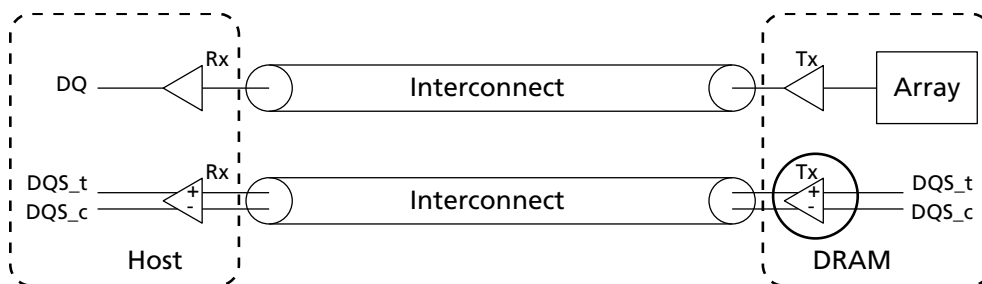 Rx
Tx
DQ
Interconnect
Array
Rx
Tx
DQS_t
+
+
DQS_t
Interconnect
DQS_c
-
-
DQS_c
Host
DRAM